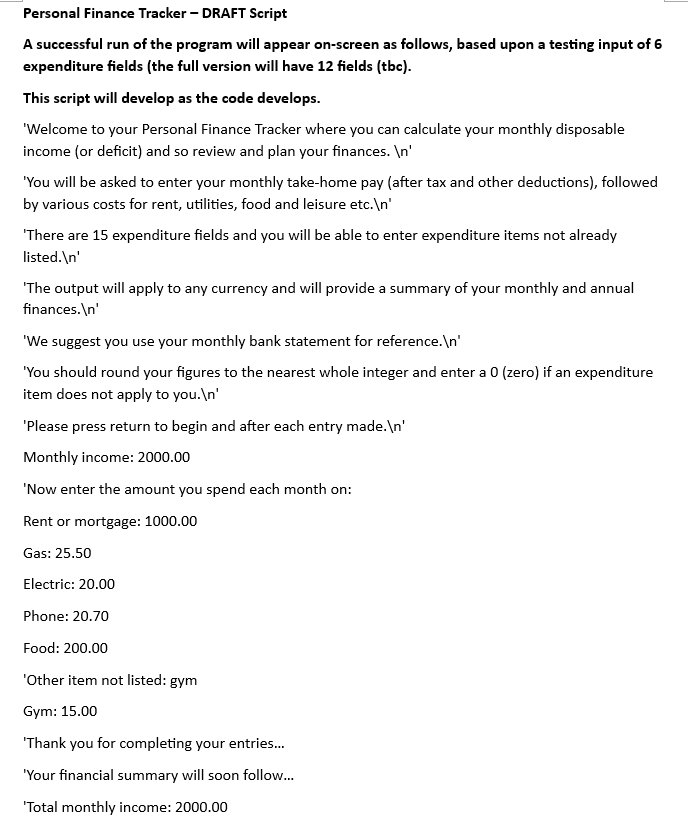 Personal Finance Tracker – DRAFT Script
A successful run of the program will appear on-screen as follows, based upon a testing input of 6
expenditure fields (the full version will have 12 fields (tbc).
This script will develop as the code develops.
'Welcome to your Personal Finance Tracker where you can calculate your monthly disposable
income (or deficit) and so review and plan your finances. \n'
'You will be asked to enter your monthly take-home pay (after tax and other deductions), followed
by various costs for rent, utilities, food and leisure etc.\n'
'There are 15 expenditure fields and you will be able to enter expenditure items not already
listed.\n'
'The output will apply to any currency and will provide a summary of your monthly and annual
finances.\n'
'We suggest you use your monthly bank statement for reference.\n'
'You should round your figures to the nearest whole integer and enter a 0 (zero) if an expenditure
item does not apply to you.\n'
'Please press return to begin and after each entry made.\n'
Monthly income: 2000.00
'Now enter the amount you spend each month on:
Rent or mortgage: 1000.00
Gas: 25.50
Electric: 20.00
Phone: 20.70
Food: 200.00
'Other item not listed: gym
Gym: 15.00
'Thank you for completing your entries…
'Your financial summary will soon follow…
'Total monthly income: 2000.00